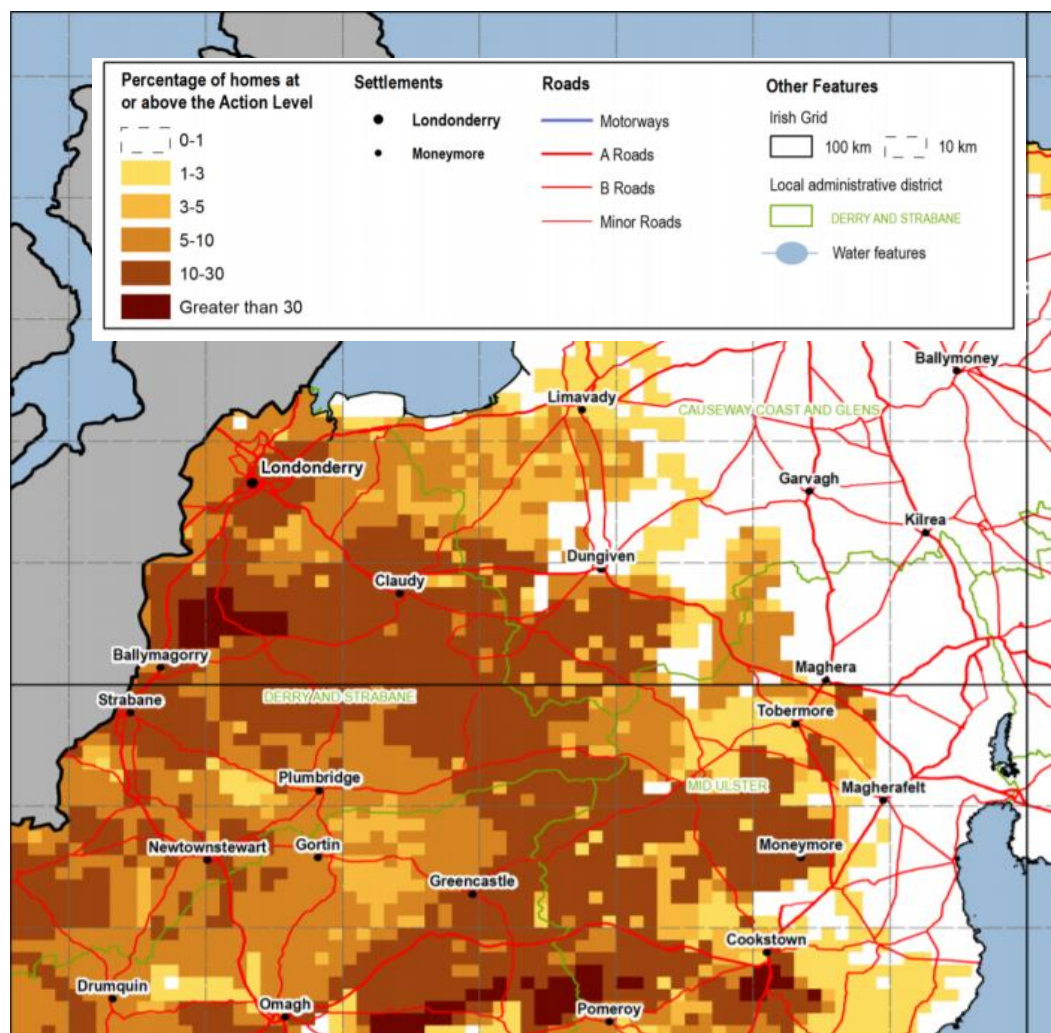 Percentage of homes at
or above the Action Level
0-1
1-3
3-5
5-10
10-30
Greater than 30
Settlements
Londonderry
Moneymore
Roads
Motorways
A Roads
B Roads
Minor Roads
Other Features
Irish Grid
100 km
10 km
Local administrative district
DERRY AND STRABANE
Water features
Ballymoney
Limavady
CAUSEWAY COAST AND GLENS
Londonderry
Garvagh
Kilrea
Dungiven
Claudy
Ballymagorry
Maghera
Strabane
DERRY AND STRABANE
Tobermore
Plumbridge
MID ULSTER
Magherafelt
Newtownstewart
Gortin
Moneymore
Greencastle
Cookstown
Drumquin
Omagh
Pomeroy